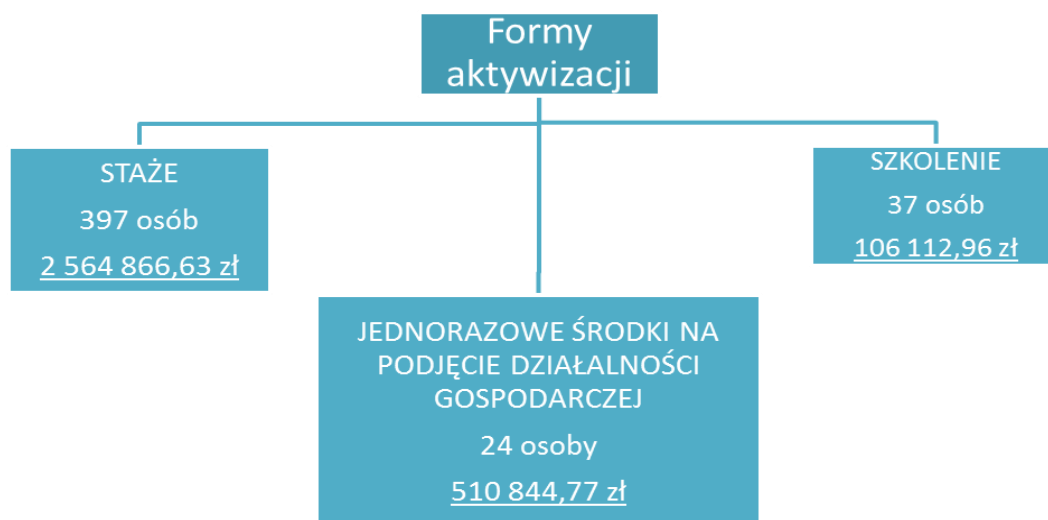 Formy
aktywizacji
STAŻE
397 osób
2 564 866,63 zł
SZKOLENIE
37 osób
106 112,96 zł
JEDNORAZOWE ŚRODKI NA
PODJĘCIE DZIAŁALNOŚCI
GOSPODARCZEJ
24 osoby
510 844,77 zł